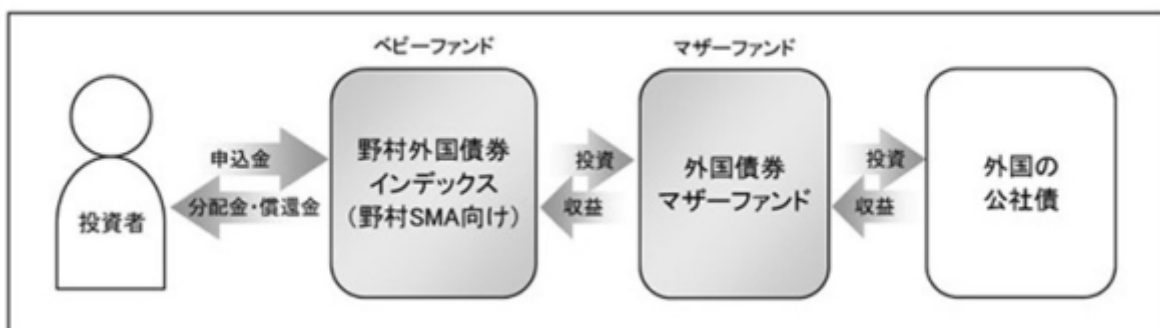 ベビーファンド
マザーファンド
投資者
申込金
分配金・償還金
野村外国債券
インデックス
(野村SMA向け)
投資
収益
外国債券
マザーファンド
投資
収益
外国の
公社債